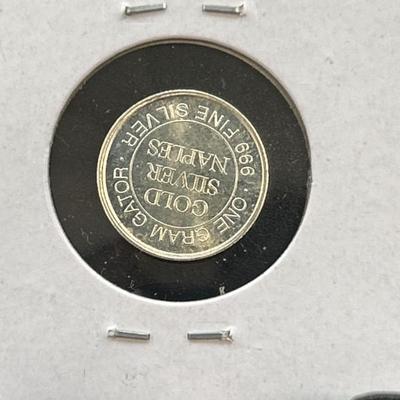 GOLD
SILVER
NAPLES
· ONE GRAM GATOR ·
999 FINE SILVER